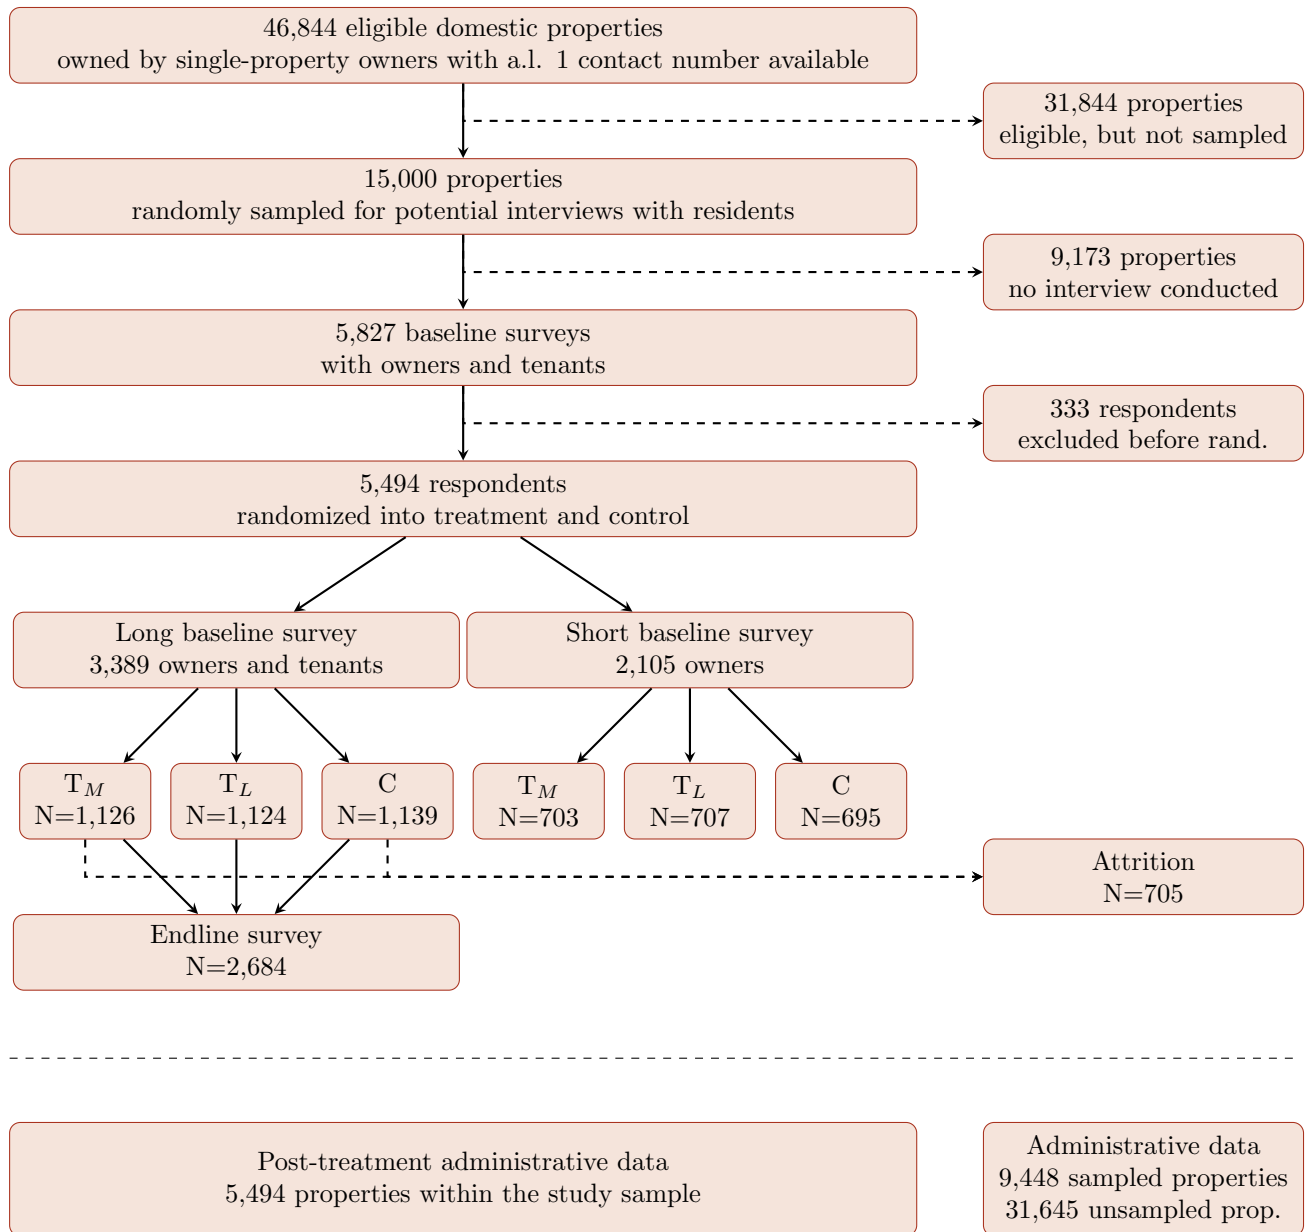 46,844 eligible domestic properties
owned by single-property owners with a.l. 1 contact number available
31,844 properties
eligible, but not sampled
15,000 properties
randomly sampled for potential interviews with residents
9,173 properties
no interview conducted
5,827 baseline surveys
with owners and tenants
333 respondents
excluded before rand.
5,494 respondents
randomized into treatment and control
Long baseline survey
3,389 owners and tenants
Short baseline survey
2,105 owners
T_M
N=1,126
T_L
N=1,124
C
N=1,139
T_M
N=703
T_L
N=707
C
N=695
Attrition
N=705
Endline survey
N=2,684
Post-treatment administrative data
5,494 properties within the study sample
Administrative data
9,448 sampled properties
31,645 unsampled prop.